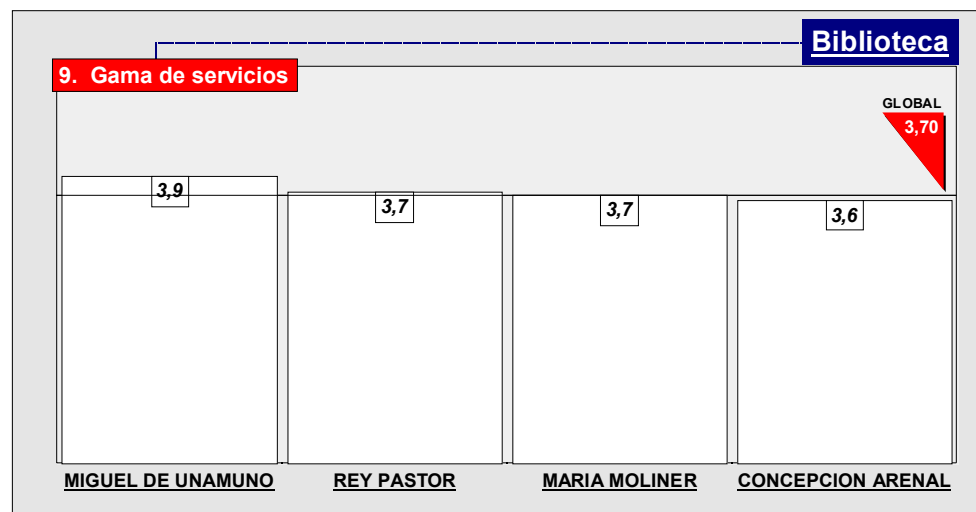 Biblioteca
9. Gama de servicios
GLOBAL
3,70
3,9
3,7
3,7
3,6
MIGUEL DE UNAMUNO
REY PASTOR
MARIA MOLINER
CONCEPCION ARENAL